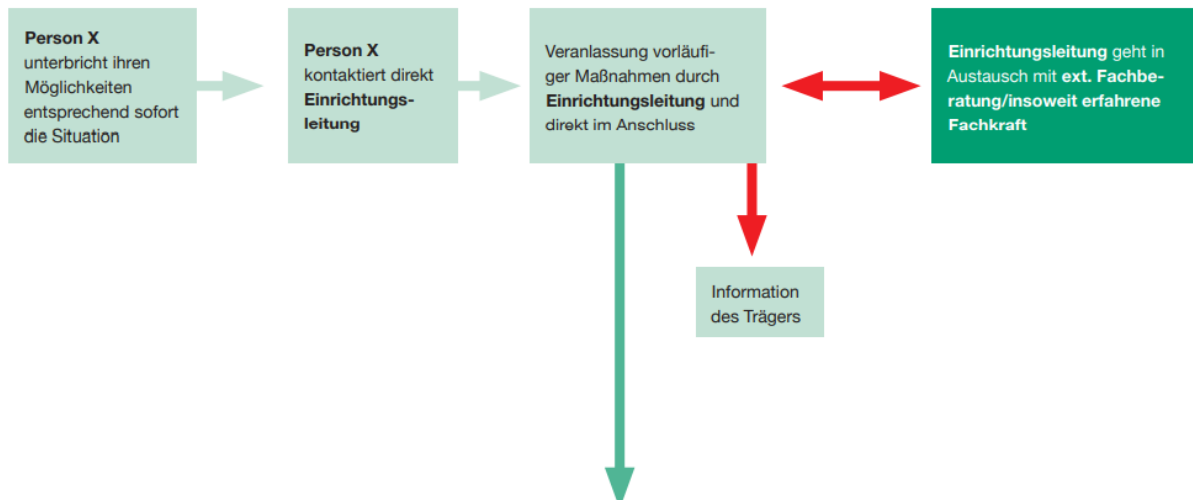 Person X
unterbricht ihren
Möglichkeiten
entsprechend sofort
die Situation
Person X
kontaktiert direkt
Einrichtungs-
leitung
Veranlassung vorläufi-
ger Maßnahmen durch
Einrichtungsleitung und
direkt im Anschluss
Einrichtungsleitung geht in
Austausch mit ext. Fachbe-
ratung/insoweit erfahrene
Fachkraft
Information
des Trägers